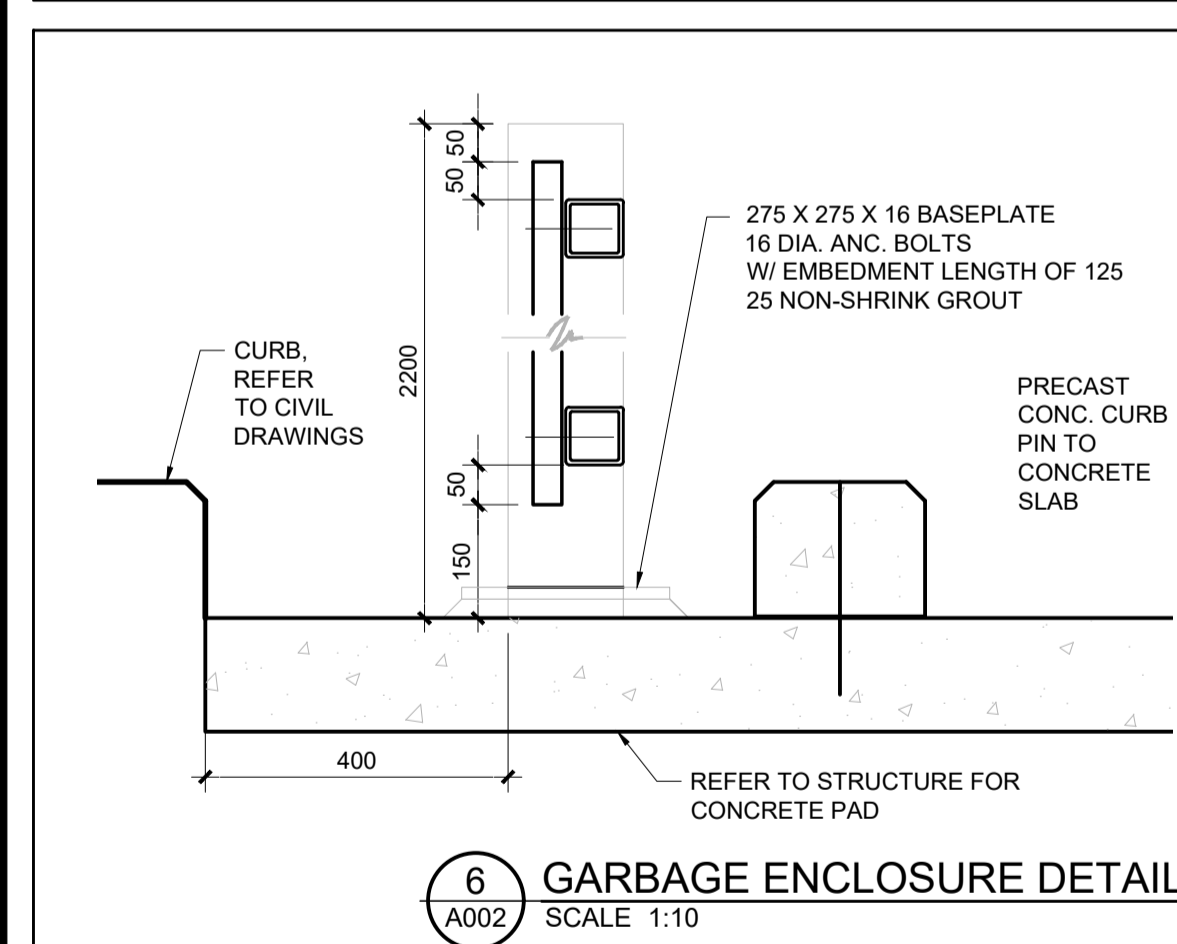 50
50
275 X 275 X 16 BASEPLATE
16 DIA. ANC. BOLTS
W/ EMBEDMENT LENGTH OF 125
25 NON-SHRINK GROUT
CURB,
REFER
TO CIVIL
DRAWINGS
2200
PRECAST
CONC. CURB
PIN TO
CONCRETE
SLAB
50
150
400
REFER TO STRUCTURE FOR
CONCRETE PAD
6
A002
GARBAGE ENCLOSURE DETAIL
SCALE 1:10